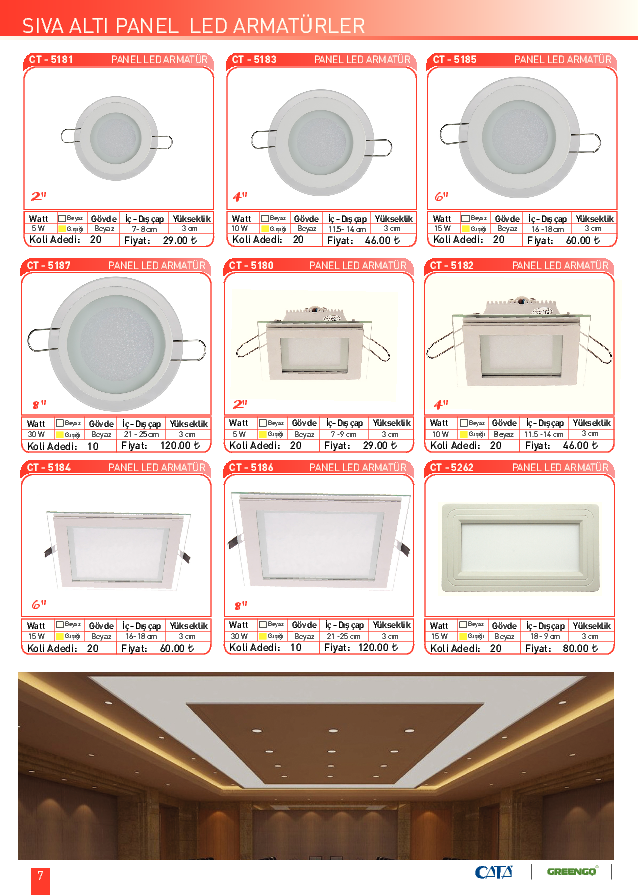 SIVA ALTI PANEL LED ARMATÜRLER
CT - 5181 PANEL LED ARMATÜR
2"
Watt Beyaz Gövde İç - Dış çap Yükseklik
5 W Günışığı Beyaz 7- 8 cm 3 cm
Koli Adedi: 20 Fiyat: 29.00 ₺
CT - 5183 PANEL LED ARMATÜR
4"
Watt Beyaz Gövde İç - Dış çap Yükseklik
10 W Günışığı Beyaz 11.5- 14 cm 3 cm
Koli Adedi: 20 Fiyat: 46.00 ₺
CT - 5185 PANEL LED ARMATÜR
6"
Watt Beyaz Gövde İç - Dış çap Yükseklik
15 W Günışığı Beyaz 16 -18 cm 3 cm
Koli Adedi: 20 Fiyat: 60.00 ₺
CT - 5187 PANEL LED ARMATÜR
8"
Watt Beyaz Gövde İç - Dış çap Yükseklik
30 W Günışığı Beyaz 21 - 25 cm 3 cm
Koli Adedi: 10 Fiyat: 120.00 ₺
CT - 5180 PANEL LED ARMATÜR
2"
Watt Beyaz Gövde İç - Dış çap Yükseklik
5 W Günışığı Beyaz 7 -9 cm 3 cm
Koli Adedi: 20 Fiyat: 29.00 ₺
CT - 5182 PANEL LED ARMATÜR
4"
Watt Beyaz Gövde İç - Dış çap Yükseklik
10 W Günışığı Beyaz 11.5 -14 cm 3 cm
Koli Adedi: 20 Fiyat: 46.00 ₺
CT - 5184 PANEL LED ARMATÜR
6"
Watt Beyaz Gövde İç - Dış çap Yükseklik
15 W Günışığı Beyaz 16- 18 cm 3 cm
Koli Adedi: 20 Fiyat: 60.00 ₺
CT - 5186 PANEL LED ARMATÜR
8"
Watt Beyaz Gövde İç - Dış çap Yükseklik
30 W Günışığı Beyaz 21 -25 cm 3 cm
Koli Adedi: 10 Fiyat: 120.00 ₺
CT - 5262 PANEL LED ARMATÜR
Watt Beyaz Gövde İç - Dış çap Yükseklik
15 W Günışığı Beyaz 18 - 9 cm 3 cm
Koli Adedi: 20 Fiyat: 80.00 ₺
7
CATA
GREENGO